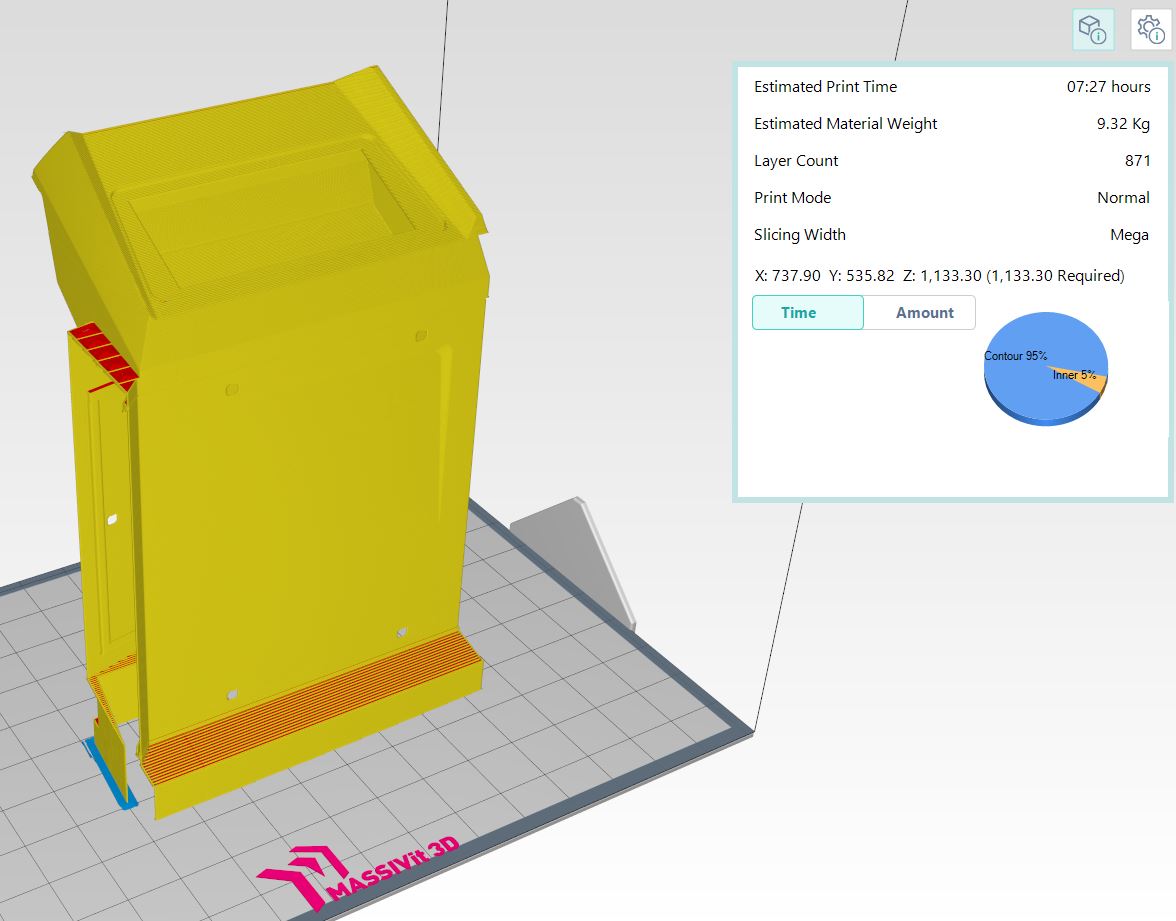 Estimated Print Time 07:27 hours
Estimated Material Weight 9.32 Kg
Layer Count 871
Print Mode Normal
Slicing Width Mega
X: 737.90 Y: 535.82 Z: 1,133.30 (1,133.30 Required)
Time Amount
Contour 95%
Inner 5%
MASSIVit 3D